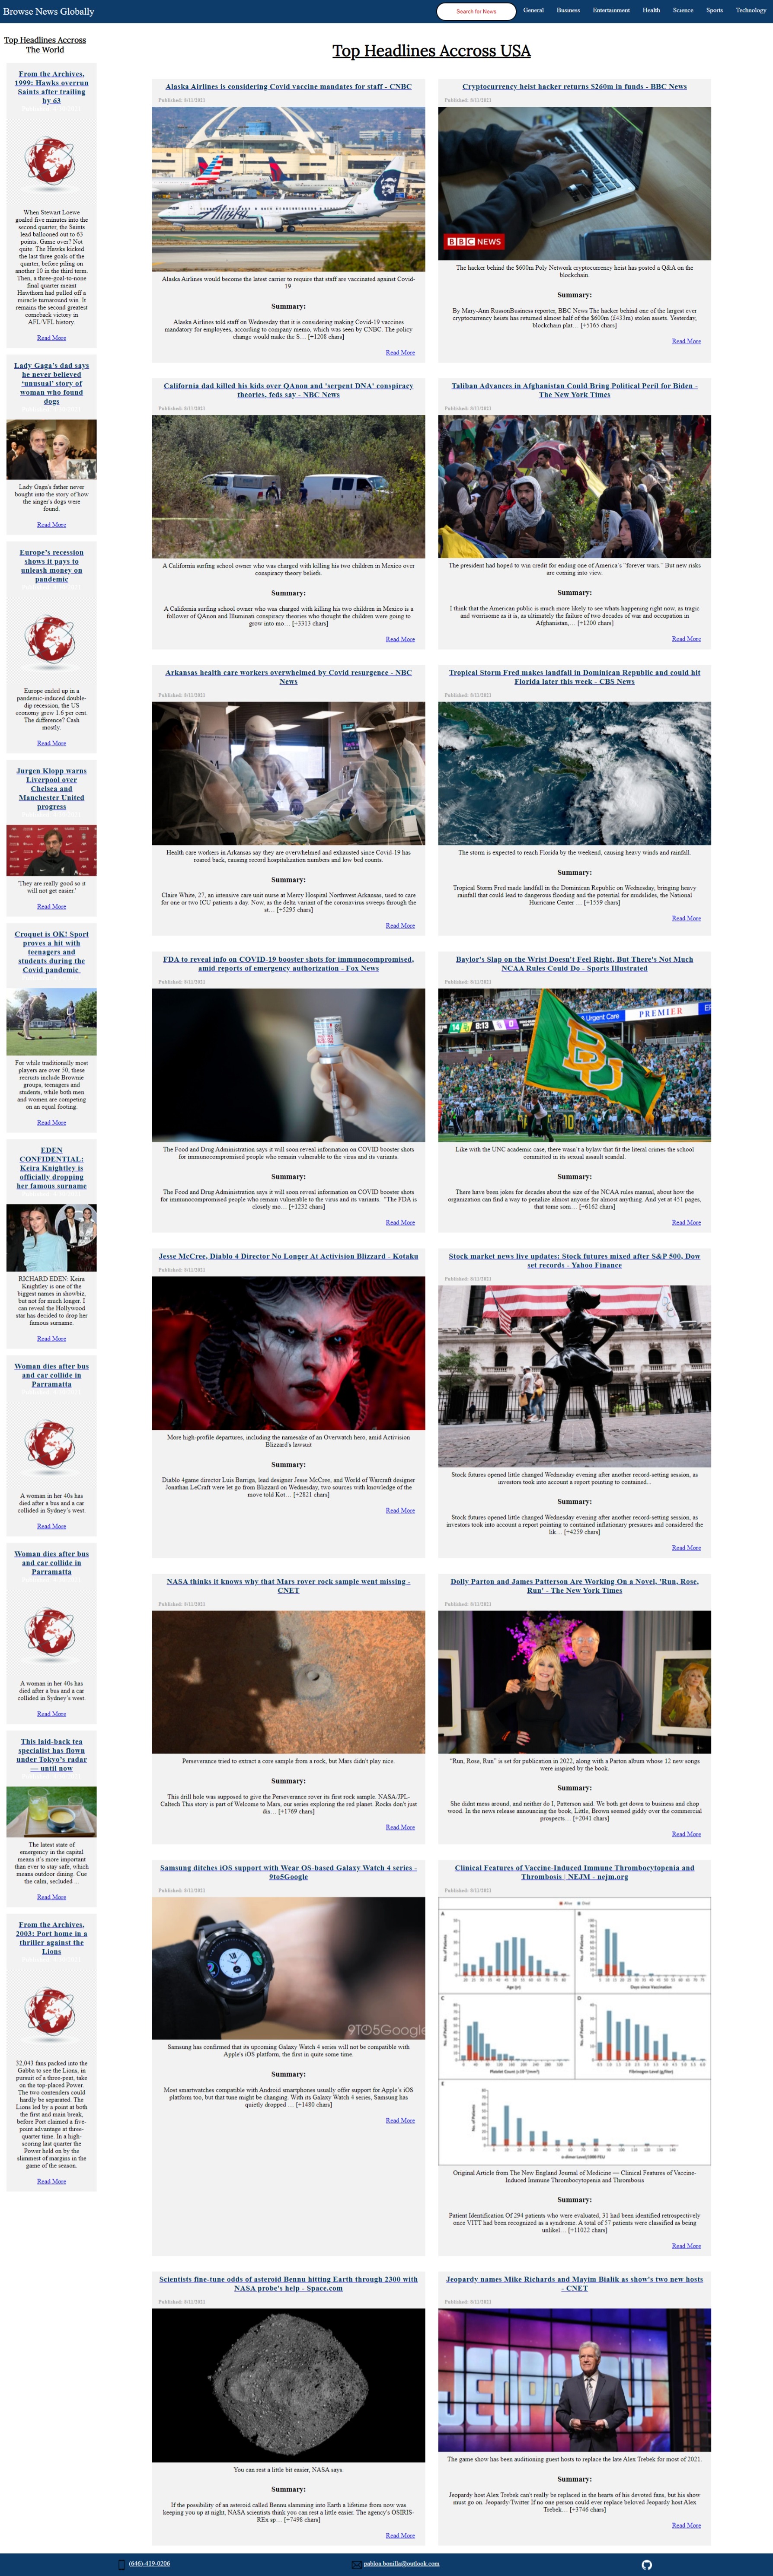 Browse News Globally
Search for News
General
Business
Entertainment
Health
Science
Sports
Technology
Top Headlines Accross
The World
From the Archives,
1999: Hawks overrun
Saints after trailing
by 63
When Stewart Loewe
goaled five minutes into the
second quarter, the Saints
lead ballooned out to 63
points. Game over? Not
quite. The Hawks kicked
the last three goals of the
quarter, before piling on
another 10 in the third term.
Then, a three-goal-to-none
final quarter meant
Hawthorn had pulled off a
miracle turnaround win. It
remains the second greatest
comeback victory in
AFL/VFL history.
Read More
Lady Gaga's dad says
he never believed
'unusual' story of
woman who found
dogs
Lady Gaga's father never
bought into the story of how
the singer's dogs were
found.
Read More
Europe's recession
shows it pays to
unleash money on
pandemic
Europe ended up in a
pandemic-induced double-
dip recession, the US
economy grew 1.6 per cent.
The difference? Cash
mostly.
Read More
Jurgen Klopp warns
Liverpool over
Chelsea and
Manchester United
progress
'They are really good so it
will not get easier.'
Read More
Croquet is OK! Sport
proves a hit with
teenagers and
students during the
Covid pandemic
For while traditionally most
players are over 50, these
recruits include Brownie
groups, teenagers and
students, while both men
and women are competing
on an equal footing.
Read More
EDEN
CONFIDENTIAL:
Keira Knightley is
officially dropping
her famous surname
RICHARD EDEN: Keira
Knightley is one of the
biggest names in showbiz,
but not for much longer. I
can reveal the Hollywood
star has decided to drop her
famous surname.
Read More
Woman dies after bus
and car collide in
Parramatta
A woman in her 40s has
died after a bus and a car
collided in Sydney's west.
Read More
Woman dies after bus
and car collide in
Parramatta
A woman in her 40s has
died after a bus and a car
collided in Sydney's west.
Read More
This laid-back tea
specialist has flown
under Tokyo's radar
— until now
The latest state of
emergency in the capital
means it's more important
than ever to stay safe, which
means outdoor dining. Cue
the calm, secluded ...
Read More
From the Archives,
2003: Port home in a
thriller against the
Lions
32,043 fans packed into the
Gabba to see the Lions, in
pursuit of a three-peat, take
on the top-placed Power.
The two contenders could
hardly be separated. The
Lions led by a point at both
the first and main break,
before Port claimed a five-
point advantage at three-
quarter time. In a high-
scoring last quarter the
Power held on by the
slimmest of margins in the
game of the season.
Read More
Top Headlines Accross USA
Alaska Airlines is considering Covid vaccine mandates for staff - CNBC
Published: 8/11/2021
Alaska
Alaska Airlines would become the latest carrier to require that staff are vaccinated against Covid-
19.
Summary:
Alaska Airlines told staff on Wednesday that it is considering making Covid-19 vaccines
mandatory for employees, according to company memo, which was seen by CNBC. The policy
change would make the S… [+1208 chars]
Read More
Cryptocurrency heist hacker returns $260m in funds - BBC News
Published: 8/11/2021
BBC NEWS
The hacker behind the $600m Poly Network cryptocurrency heist has posted a Q&A on the
blockchain.
Summary:
By Mary-Ann RussonBusiness reporter, BBC News The hacker behind one of the largest ever
cryptocurrency heists has returned almost half of the $600m (£433m) stolen assets. Yesterday,
blockchain plat… [+5165 chars]
Read More
California dad killed his kids over QAnon and 'serpent DNA' conspiracy
theories, feds say - NBC News
Published: 8/11/2021
A California surfing school owner who was charged with killing his two children in Mexico over
conspiracy theory beliefs.
Summary:
A California surfing school owner who was charged with killing his two children in Mexico is a
follower of QAnon and Illuminati conspiracy theories who thought the children were going to
grow into mo… [+3313 chars]
Read More
Taliban Advances in Afghanistan Could Bring Political Peril for Biden -
The New York Times
Published: 8/11/2021
The president had hoped to win credit for ending one of America's "forever wars." But new risks
are coming into view.
Summary:
I think that the American public is much more likely to see whats happening right now, as tragic
and worrisome as it is, as ultimately the failure of two decades of war and occupation in
Afghanistan,… [+1200 chars]
Read More
Arkansas health care workers overwhelmed by Covid resurgence - NBC
News
Published: 8/11/2021
Health care workers in Arkansas say they are overwhelmed and exhausted since Covid-19 has
roared back, causing record hospitalization numbers and low bed counts.
Summary:
Claire White, 27, an intensive care unit nurse at Mercy Hospital Northwest Arkansas, used to care
for one or two ICU patients a day. Now, as the delta variant of the coronavirus sweeps through the
st… [+5295 chars]
Read More
Tropical Storm Fred makes landfall in Dominican Republic and could hit
Florida later this week - CBS News
Published: 8/11/2021
The storm is expected to reach Florida by the weekend, causing heavy winds and rainfall.
Summary:
Tropical Storm Fred made landfall in the Dominican Republic on Wednesday, bringing heavy
rainfall that could lead to dangerous flooding and the potential for mudslides, the National
Hurricane Center … [+1559 chars]
Read More
FDA to reveal info on COVID-19 booster shots for immunocompromised,
amid reports of emergency authorization - Fox News
Published: 8/11/2021
The Food and Drug Administration says it will soon reveal information on COVID booster shots
for immunocompromised people who remain vulnerable to the virus and its variants.
Summary:
The Food and Drug Administration says it will soon reveal information on COVID booster shots
for immunocompromised people who remain vulnerable to the virus and its variants. "The FDA is
closely mo… [+1232 chars]
Read More
Baylor's Slap on the Wrist Doesn't Feel Right, But There's Not Much
NCAA Rules Could Do - Sports Illustrated
Published: 8/11/2021
Urgent Care
PREMIER
8:13
BU
Like with the UNC academic case, there wasn't a bylaw that fit the literal crimes the school
committed in its sexual assault scandal.
Summary:
There have been jokes for decades about the size of the NCAA rules manual, about how the
organization can find a way to penalize almost anyone for almost anything. And yet at 451 pages,
that tome som… [+6162 chars]
Read More
Jesse McCree, Diablo 4 Director No Longer At Activision Blizzard - Kotaku
Published: 8/11/2021
More high-profile departures, including the namesake of an Overwatch hero, amid Activision
Blizzard's lawsuit
Summary:
Diablo 4game director Luis Barriga, lead designer Jesse McCree, and World of Warcraft designer
Jonathan LeCraft were let go from Blizzard on Wednesday, two sources with knowledge of the
move told Kot… [+2821 chars]
Read More
Stock market news live updates: Stock futures mixed after S&P 500, Dow
set records - Yahoo Finance
Published: 8/11/2021
Stock futures opened little changed Wednesday evening after another record-setting session, as
investors took into account a report pointing to contained...
Summary:
Stock futures opened little changed Wednesday evening after another record-setting session, as
investors took into account a report pointing to contained inflationary pressures and considered the
lik… [+4259 chars]
Read More
NASA thinks it knows why that Mars rover rock sample went missing -
CNET
Published: 8/11/2021
Perseverance tried to extract a core sample from a rock, but Mars didn't play nice.
Summary:
This drill hole was supposed to give the Perseverance rover its first rock sample. NASA/JPL-
Caltech This story is part of Welcome to Mars, our series exploring the red planet. Rocks don't just
dis… [+1769 chars]
Read More
Dolly Parton and James Patterson Are Working On a Novel, 'Run, Rose,
Run' - The New York Times
Published: 8/11/2021
"Run, Rose, Run" is set for publication in 2022, along with a Parton album whose 12 new songs
were inspired by the book.
Summary:
She didnt mess around, and neither do I, Patterson said. We both get down to business and chop
wood. In the news release announcing the book, Little, Brown seemed giddy over the commercial
prospects… [+2041 chars]
Read More
Samsung ditches iOS support with Wear OS-based Galaxy Watch 4 series -
9to5Google
Published: 8/11/2021
9TO5Google
Samsung has confirmed that its upcoming Galaxy Watch 4 series will not be compatible with
Apple's iOS platform, the first in quite some time.
Summary:
Most smartwatches compatible with Android smartphones usually offer support for Apple's iOS
platform too, but that tune might be changing. With its Galaxy Watch 4 series, Samsung has
quietly dropped … [+1480 chars]
Read More
Clinical Features of Vaccine-Induced Immune Thrombocytopenia and
Thrombosis | NEJM - nejm.org
Published: 8/11/2021
A
No. of Patients
Age (yr)
B
No. of Patients
Days since Vaccination
C
No. of Patients
D
No. of Patients
Fibrinogen Level (g/liter)
E
No. of Patients
Original Article from The New England Journal of Medicine — Clinical Features of Vaccine-
Induced Immune Thrombocytopenia and Thrombosis
Summary:
Patient Identification Of 294 patients who were evaluated, 31 had been identified retrospectively
once VITT had been recognized as a syndrome. A total of 57 patients were classified as being
unlikel… [+11022 chars]
Read More
Scientists fine-tune odds of asteroid Bennu hitting Earth through 2300 with
NASA probe's help - Space.com
Published: 8/11/2021
You can rest a little bit easier, NASA says.
Summary:
If the possibility of an asteroid called Bennu slamming into Earth a lifetime from now was
keeping you up at night, NASA scientists think you can rest a little easier. The agency's OSIRIS-
REx sp… [+7498 chars]
Read More
Jeopardy names Mike Richards and Mayim Bialik as show's two new hosts
- CNET
Published: 8/11/2021
JEOPARDY
The game show has been auditioning guest hosts to replace the late Alex Trebek for most of 2021.
Summary:
Jeopardy host Alex Trebek can't really be replaced in the hearts of his devoted fans, but his show
must go on. Jeopardy/Twitter If no one person could ever replace beloved Jeopardy host Alex
Trebek… [+3746 chars]
Read More
(646)-419-0206
pablox.bonilla@outlook.com